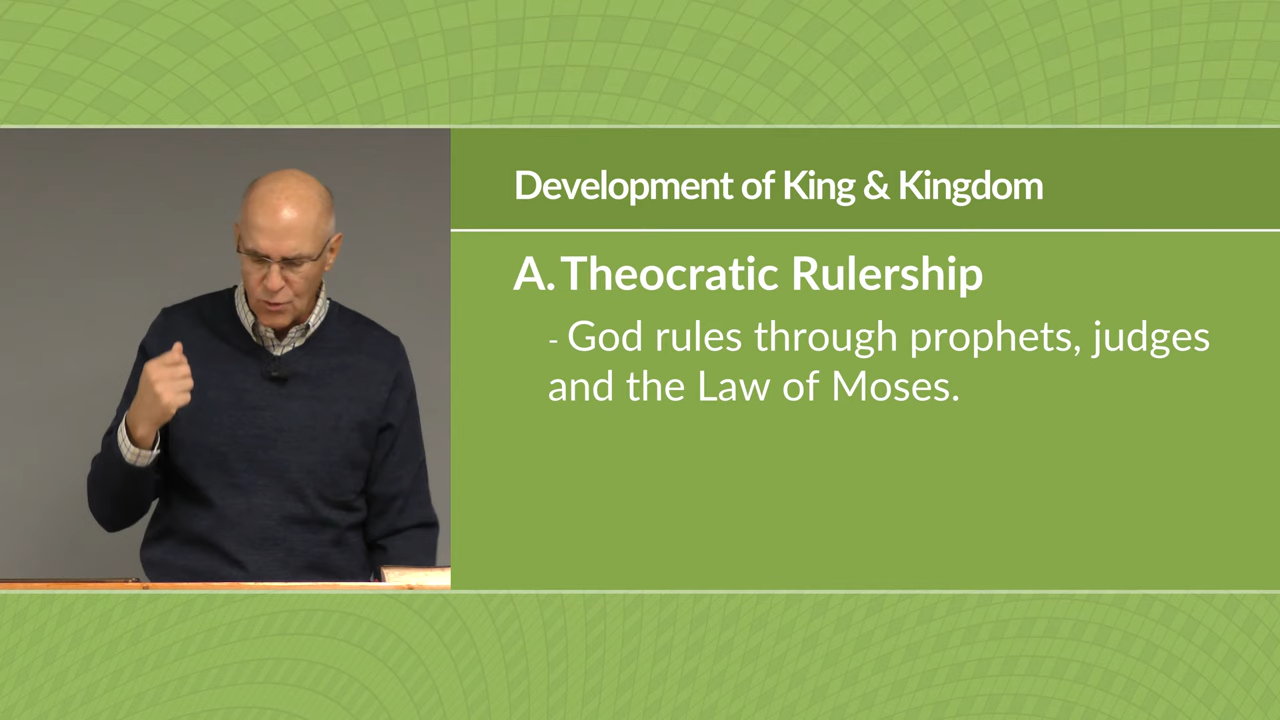 Development of King & Kingdom
A. Theocratic Rulership
- God rules through prophets, judges
and the Law of Moses.